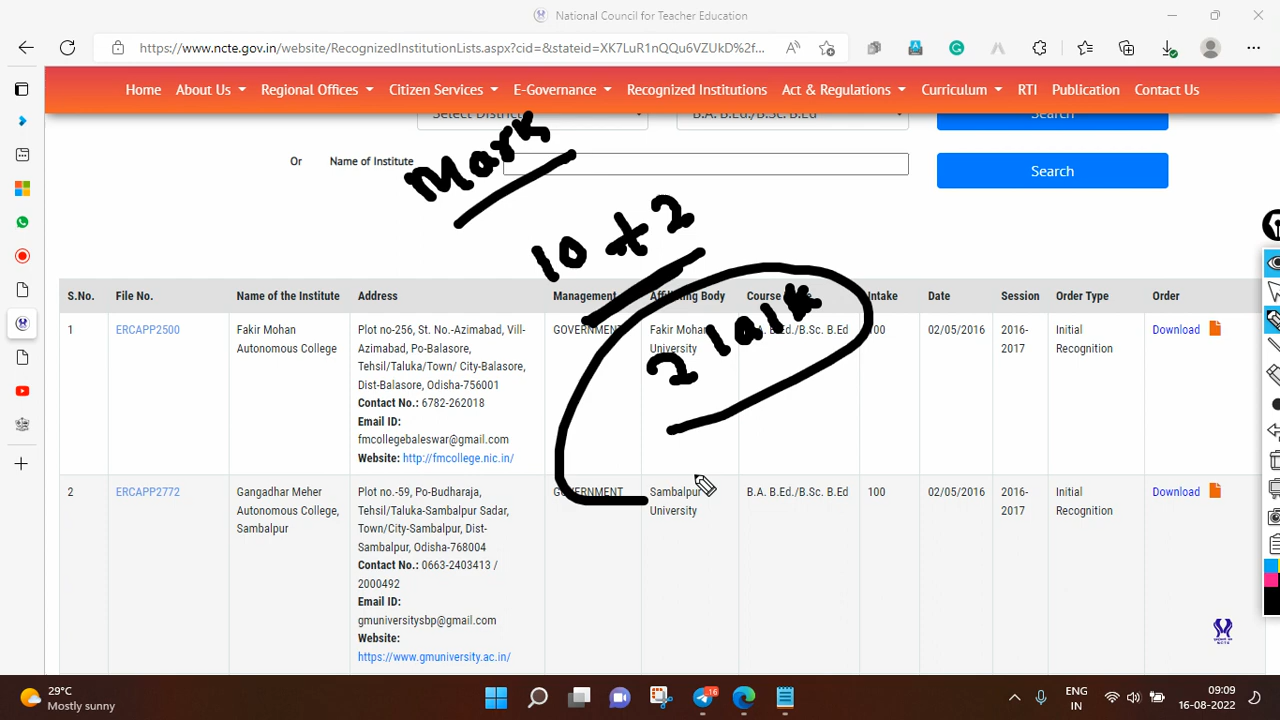 National Council for Teacher Education
https://www.ncte.gov.in/website/RecognizedInstitutionLists.aspx?cid=&stateid=XK7LuR1nQQu6VZUkD%2f...
Home About Us Regional Offices Citizen Services E-Governance Recognized Institutions Act & Regulations Curriculum RTI Publication Contact Us
Select District B.A. B.Ed./B.Sc. B.Ed Search
Mark
Or Name of Institute Search
10+2
S.No. File No. Name of the Institute Address Management Affiliating Body Course Intake Date Session Order Type Order
2 lakh
1 ERCAPP2500 Fakir Mohan Plot no-256, St. No.-Azimabad, Vill- GOVERNMENT Fakir Mohan B.A. B.Ed./B.Sc. B.Ed 100 02/05/2016 2016- Initial Download
Autonomous College Azimabad, Po-Balasore, University 2017 Recognition
Tehsil/Taluka/Town/ City-Balasore,
Dist-Balasore, Odisha-756001
Contact No.: 6782-262018
Email ID:
fmcollegebaleswar@gmail.com
Website: http://fmcollege.nic.in/
2 ERCAPP2772 Gangadhar Meher Plot no.-59, Po-Budharaja, GOVERNMENT Sambalpur B.A. B.Ed./B.Sc. B.Ed 100 02/05/2016 2016- Initial Download
Autonomous College, Tehsil/Taluka-Sambalpur Sadar, University 2017 Recognition
Sambalpur Town/City-Sambalpur, Dist-
Sambalpur, Odisha-768004
Contact No.: 0663-2403413 /
2000492
Email ID:
gmuniversitysbp@gmail.com
Website:
https://www.gmuniversity.ac.in/
NCTE
29°C
Mostly sunny
16
ENG
IN
09:09
16-08-2022